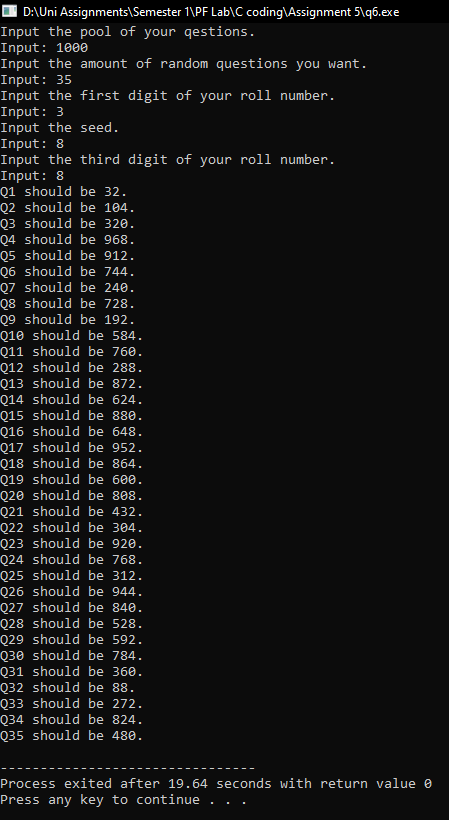 D:\Uni Assignments\Semester 1\PF Lab\C coding\Assignment 5\q6.exe
Input the pool of your qestions.
Input: 1000
Input the amount of random questions you want.
Input: 35
Input the first digit of your roll number.
Input: 3
Input the seed.
Input: 8
Input the third digit of your roll number.
Input: 8
Q1 should be 32.
Q2 should be 104.
Q3 should be 320.
Q4 should be 968.
Q5 should be 912.
Q6 should be 744.
Q7 should be 240.
Q8 should be 728.
Q9 should be 192.
Q10 should be 584.
Q11 should be 760.
Q12 should be 288.
Q13 should be 872.
Q14 should be 624.
Q15 should be 880.
Q16 should be 648.
Q17 should be 952.
Q18 should be 864.
Q19 should be 600.
Q20 should be 808.
Q21 should be 432.
Q22 should be 304.
Q23 should be 920.
Q24 should be 768.
Q25 should be 312.
Q26 should be 944.
Q27 should be 840.
Q28 should be 528.
Q29 should be 592.
Q30 should be 784.
Q31 should be 360.
Q32 should be 88.
Q33 should be 272.
Q34 should be 824.
Q35 should be 480.
--------------------------------
Process exited after 19.64 seconds with return value 0
Press any key to continue . . .